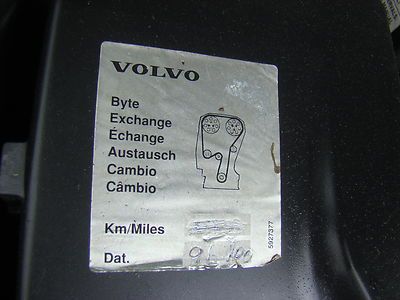 VOLVO
Byte
Exchange
Échange
Austausch
Cambio
Câmbio
Km/Miles
Dat.
5927377